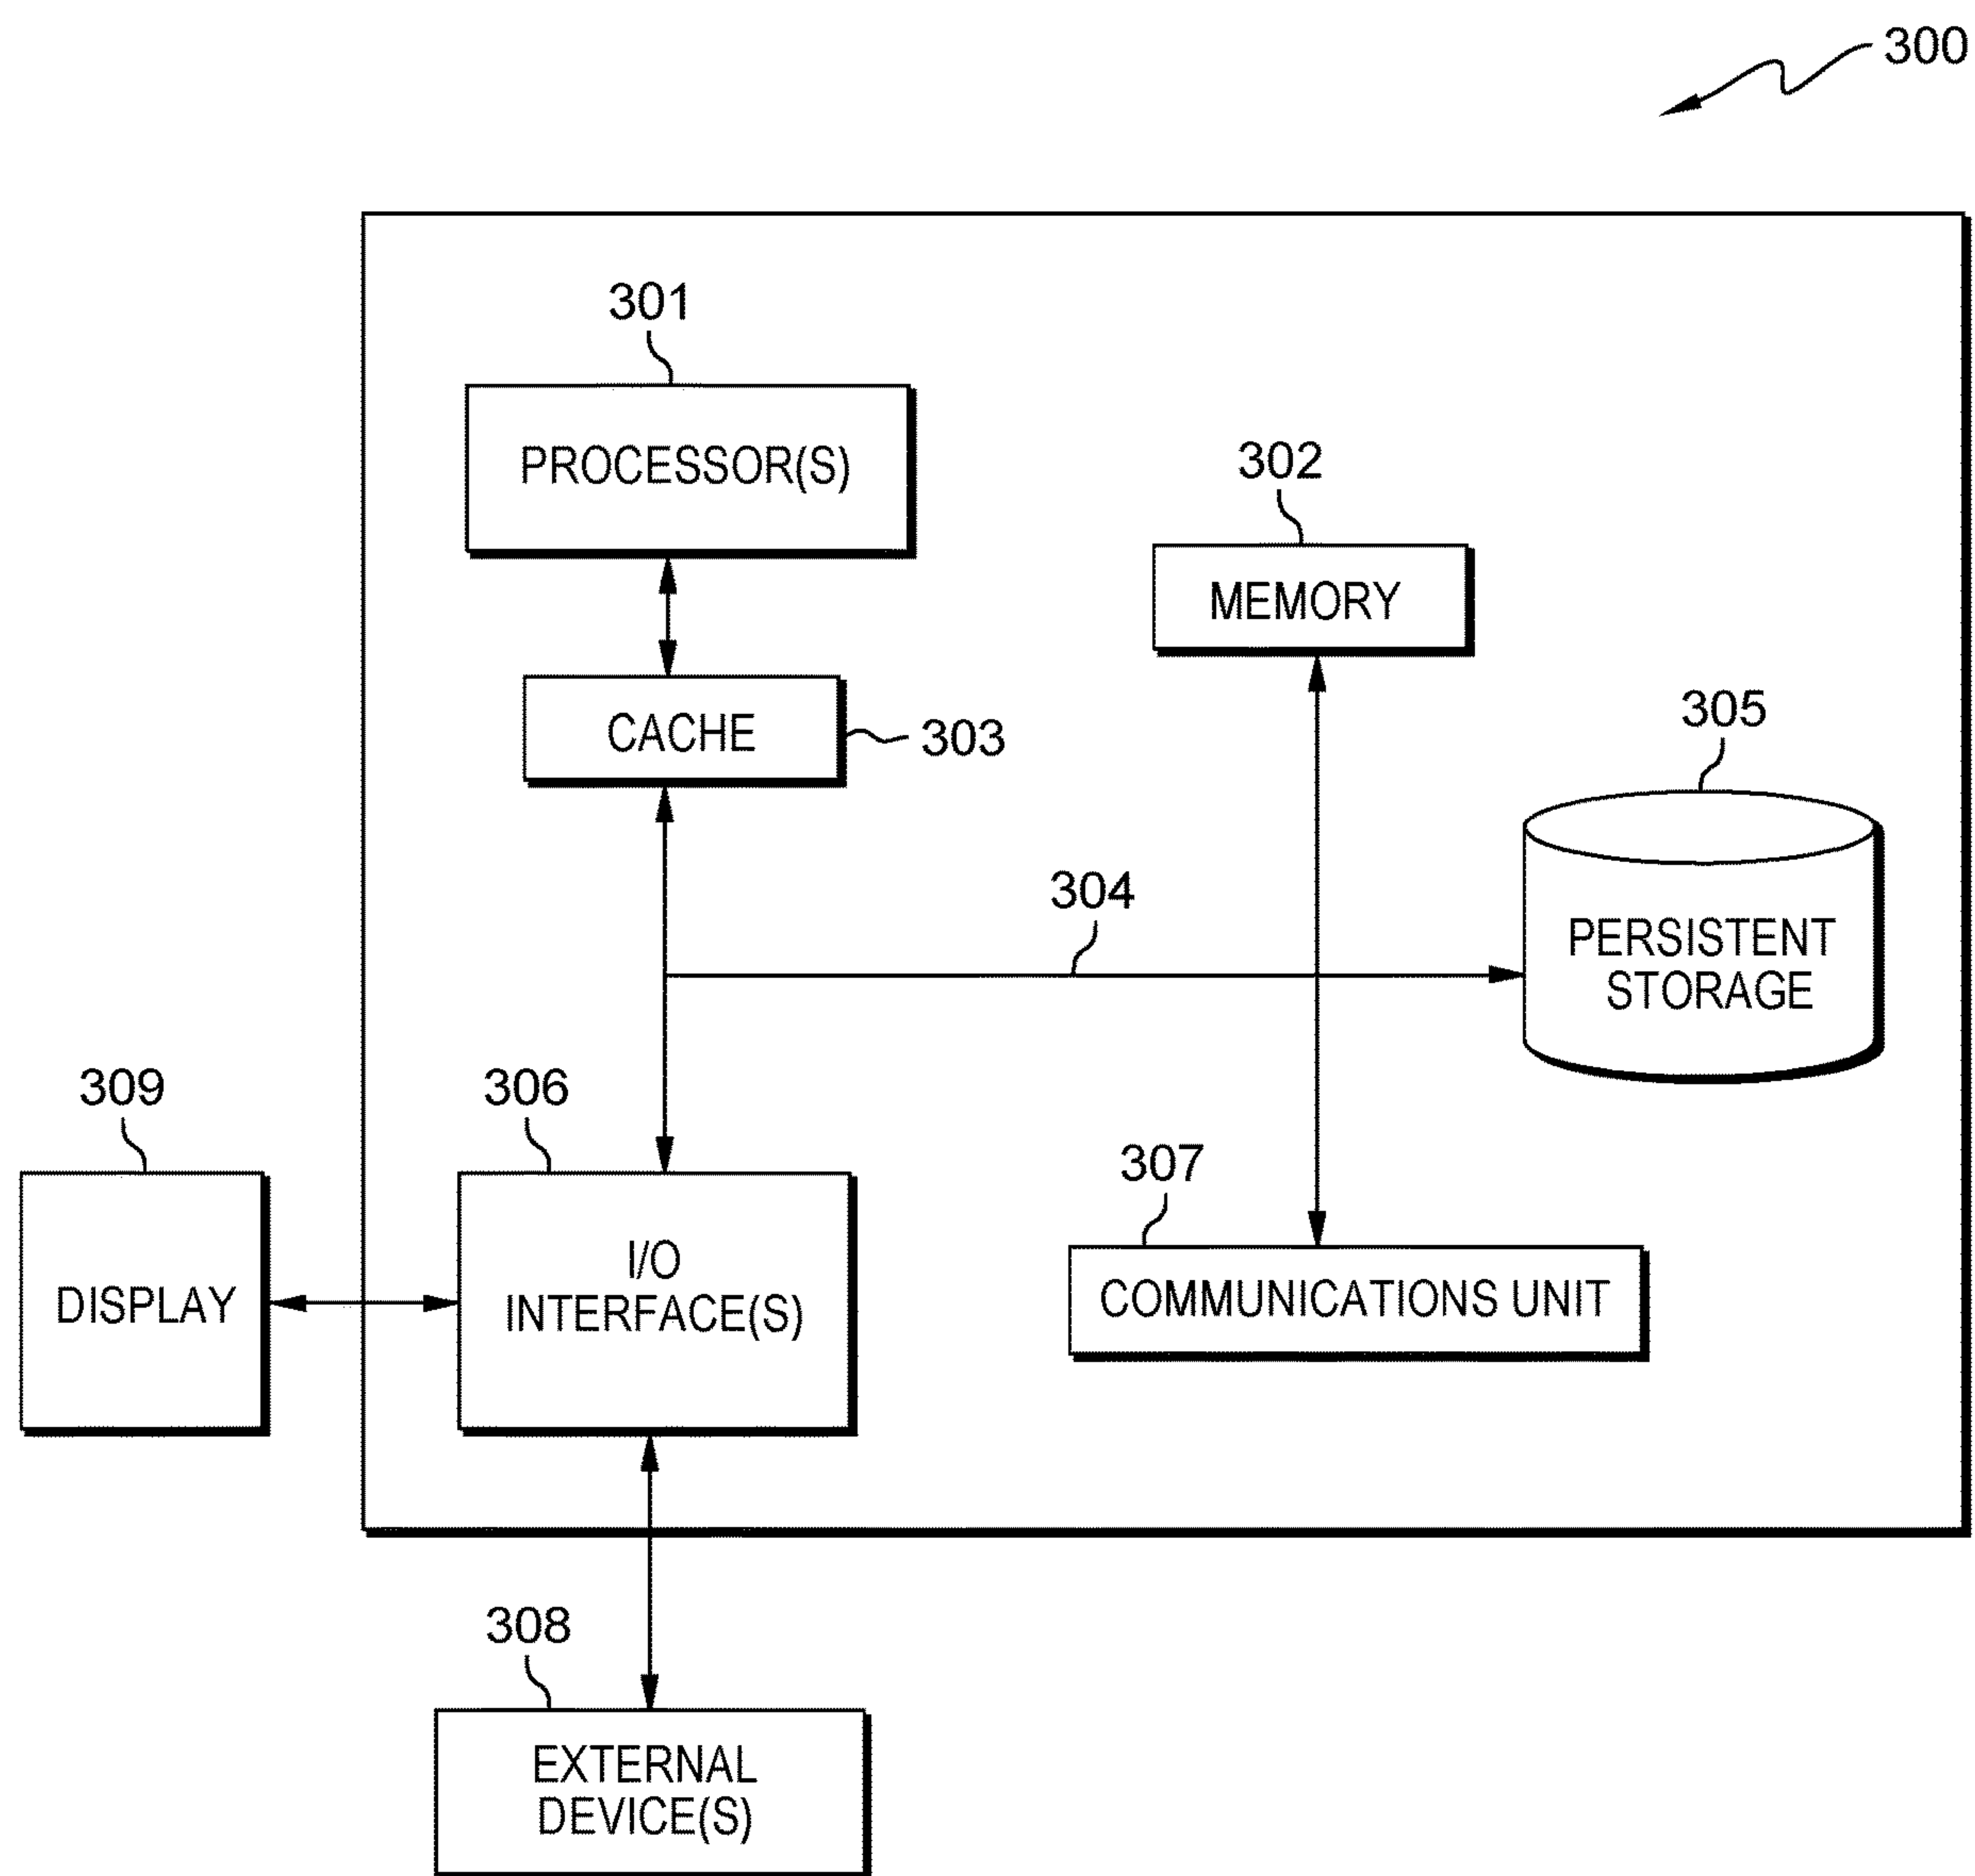 300
301
PROCESSOR(S)
302
MEMORY
CACHE
303
305
304
PERSISTENT
STORAGE
309
306
307
DISPLAY
I/O
INTERFACE(S)
COMMUNICATIONS UNIT
308
EXTERNAL
DEVICE(S)